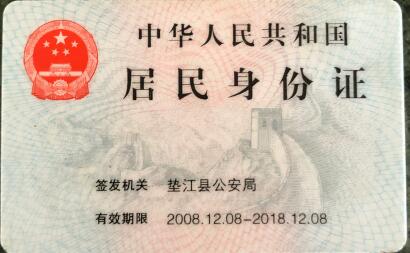 中华人民共和国
居民身份证
签发机关 垫江县公安局
有效期限 2008.12.08-2018.12.08